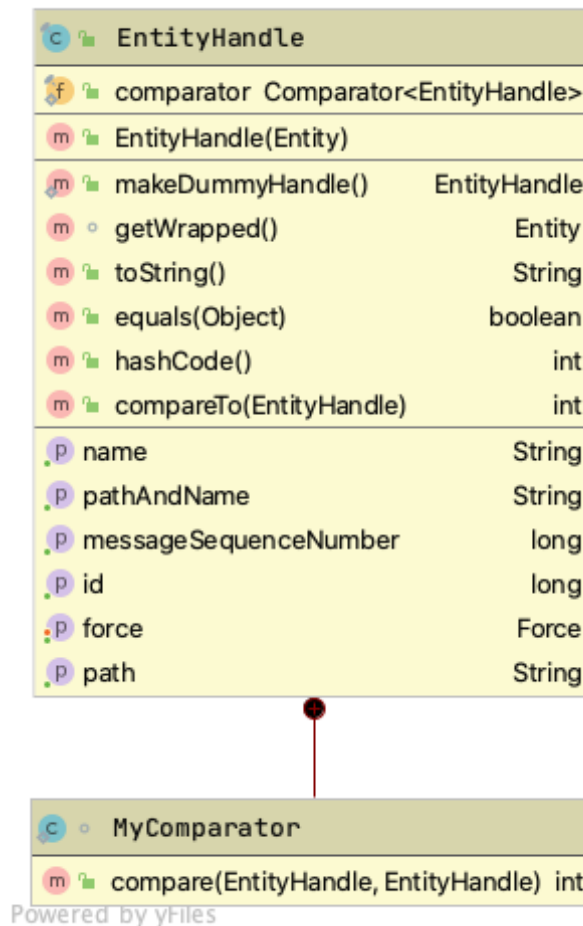 C EntityHandle
f comparator Comparator<EntityHandle>
m EntityHandle(Entity)
m makeDummyHandle() EntityHandle
m getWrapped() Entity
m toString() String
m equals(Object) boolean
m hashCode() int
m compareTo(EntityHandle) int
P name String
P pathAndName String
P messageSequenceNumber long
P id long
P force Force
P path String
C MyComparator
m compare(EntityHandle, EntityHandle) int
Powered by yFiles